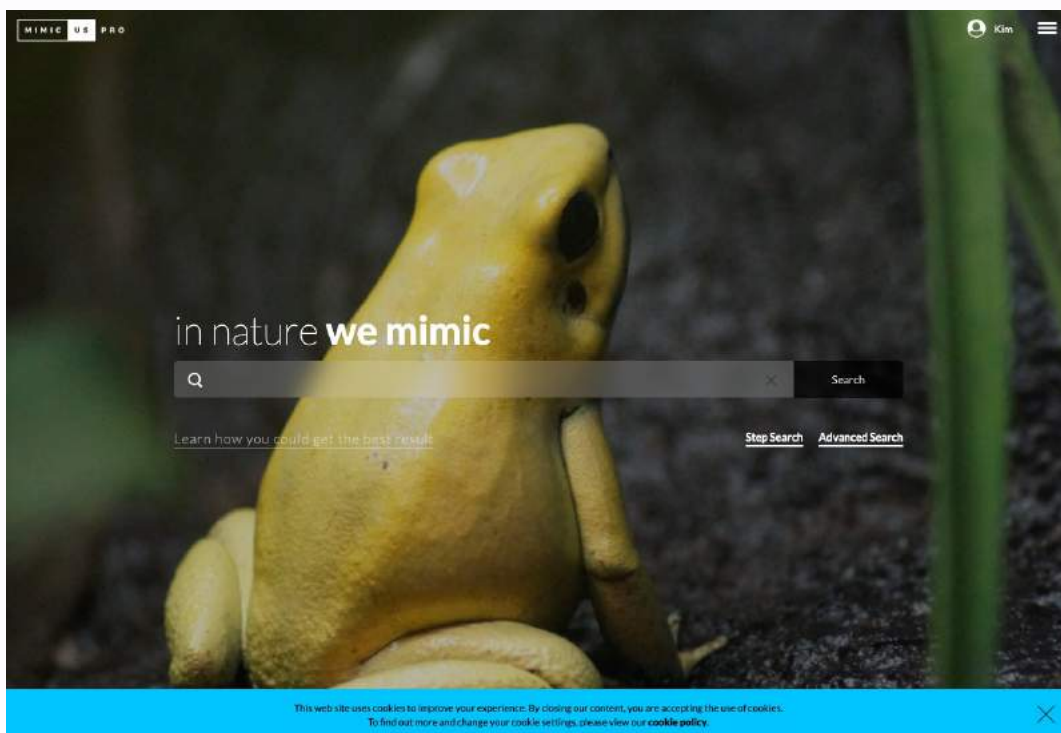 MIMIC US PRO
Kim
in nature we mimic
Search
Learn how you could get the best result
Step Search Advanced Search
This web site uses cookies to improve your experience. By closing our content, you are accepting the use of cookies.
To find out more and change your cookie settings, please view our cookie policy.